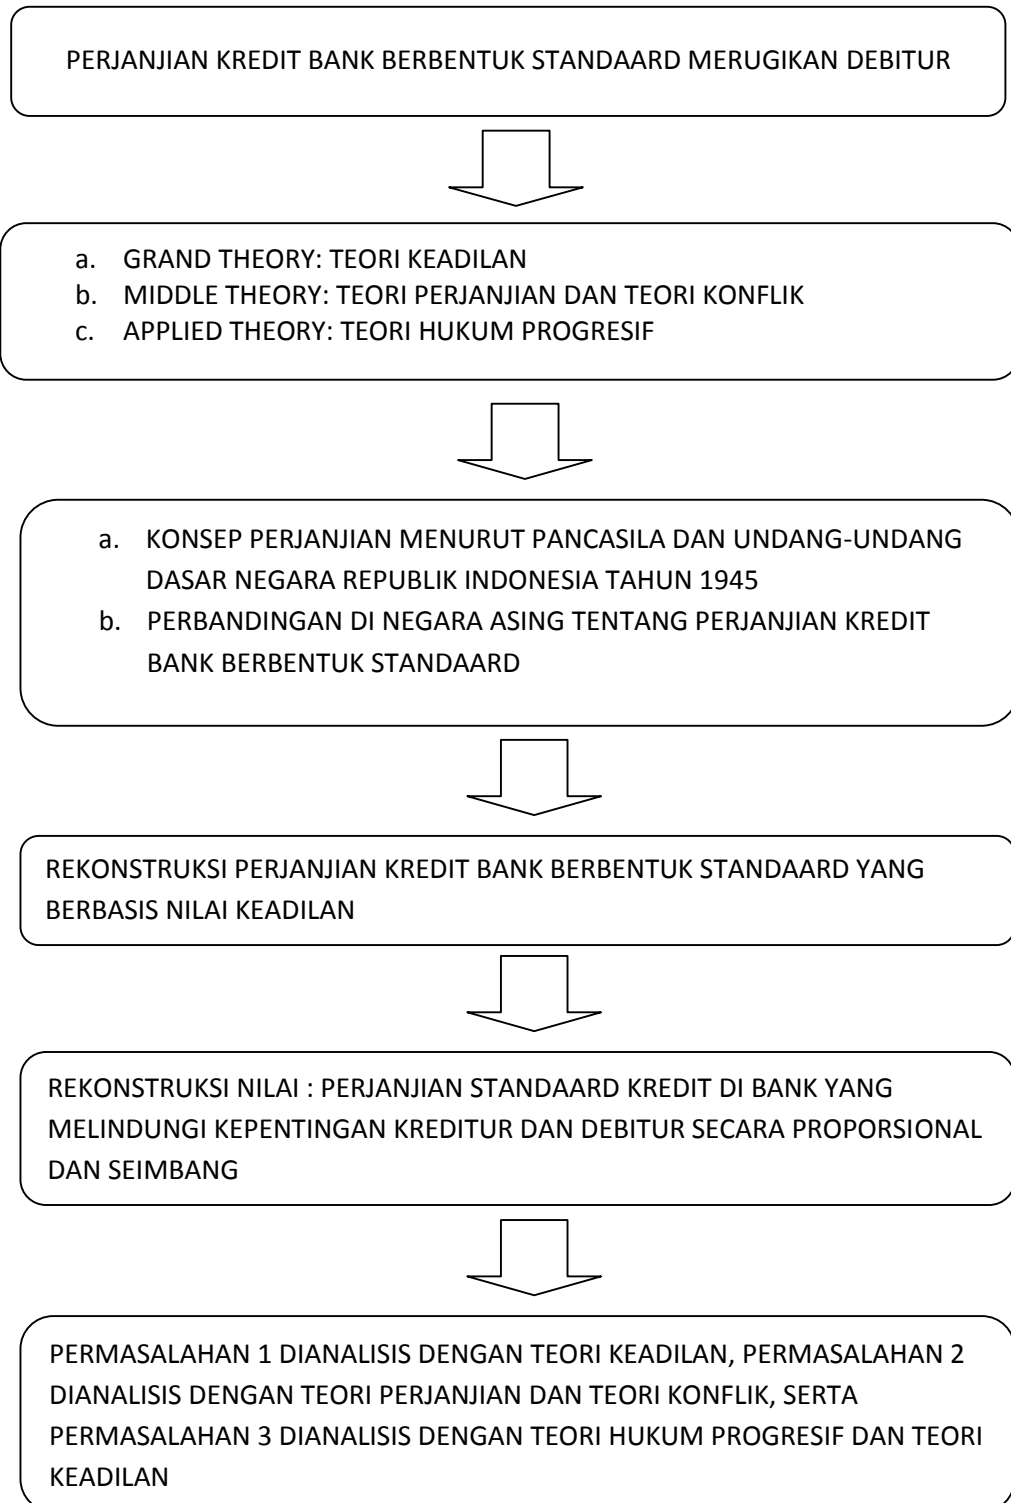 PERJANJIAN KREDIT BANK BERBENTUK STANDAARD MERUGIKAN DEBITUR
a. GRAND THEORY: TEORI KEADILAN
b. MIDDLE THEORY: TEORI PERJANJIAN DAN TEORI KONFLIK
c. APPLIED THEORY: TEORI HUKUM PROGRESIF
a. KONSEP PERJANJIAN MENURUT PANCASILA DAN UNDANG-UNDANG
DASAR NEGARA REPUBLIK INDONESIA TAHUN 1945
b. PERBANDINGAN DI NEGARA ASING TENTANG PERJANJIAN KREDIT
BANK BERBENTUK STANDAARD
REKONSTRUKSI PERJANJIAN KREDIT BANK BERBENTUK STANDAARD YANG
BERBASIS NILAI KEADILAN
REKONSTRUKSI NILAI : PERJANJIAN STANDAARD KREDIT DI BANK YANG
MELINDUNGI KEPENTINGAN KREDITUR DAN DEBITUR SECARA PROPORSIONAL
DAN SEIMBANG
PERMASALAHAN 1 DIANALISIS DENGAN TEORI KEADILAN, PERMASALAHAN 2
DIANALISIS DENGAN TEORI PERJANJIAN DAN TEORI KONFLIK, SERTA
PERMASALAHAN 3 DIANALISIS DENGAN TEORI HUKUM PROGRESIF DAN TEORI
KEADILAN